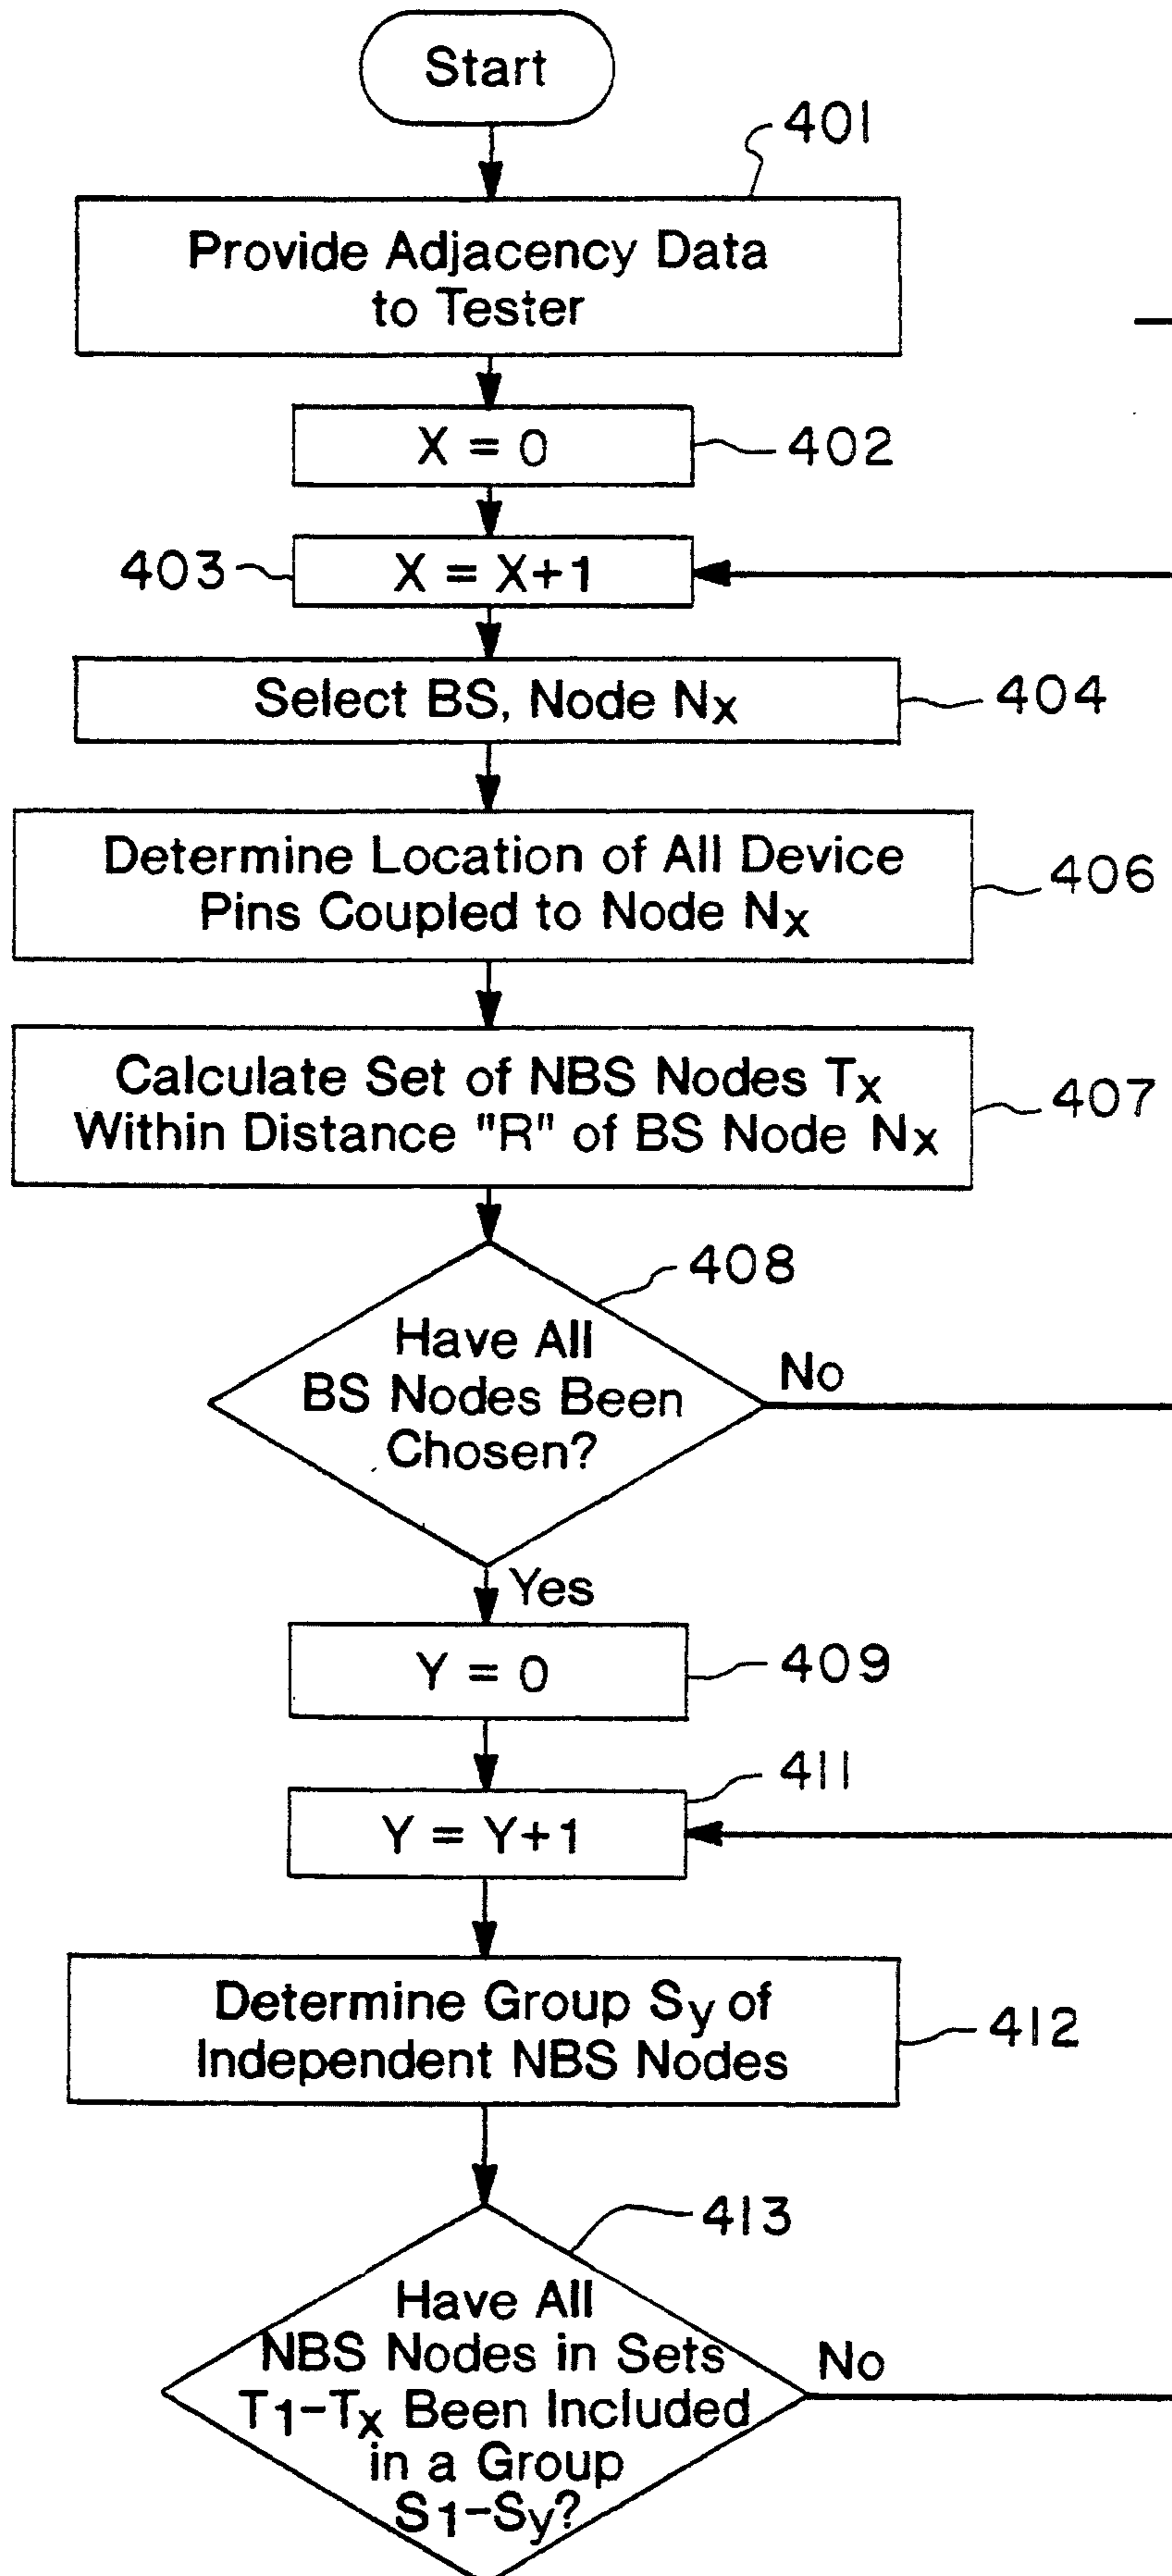 Start
401
Provide Adjacency Data
to Tester
X = 0
402
403
X = X+1
Select BS, Node NX
404
Determine Location of All Device
Pins Coupled to Node NX
406
Calculate Set of NBS Nodes TX
Within Distance "R" of BS Node NX
407
408
Have All
BS Nodes Been
Chosen?
No
Yes
Y = 0
409
411
Y = Y+1
Determine Group Sy of
Independent NBS Nodes
412
413
Have All
NBS Nodes in Sets
T1-TX Been Included
in a Group
S1-Sy?
No